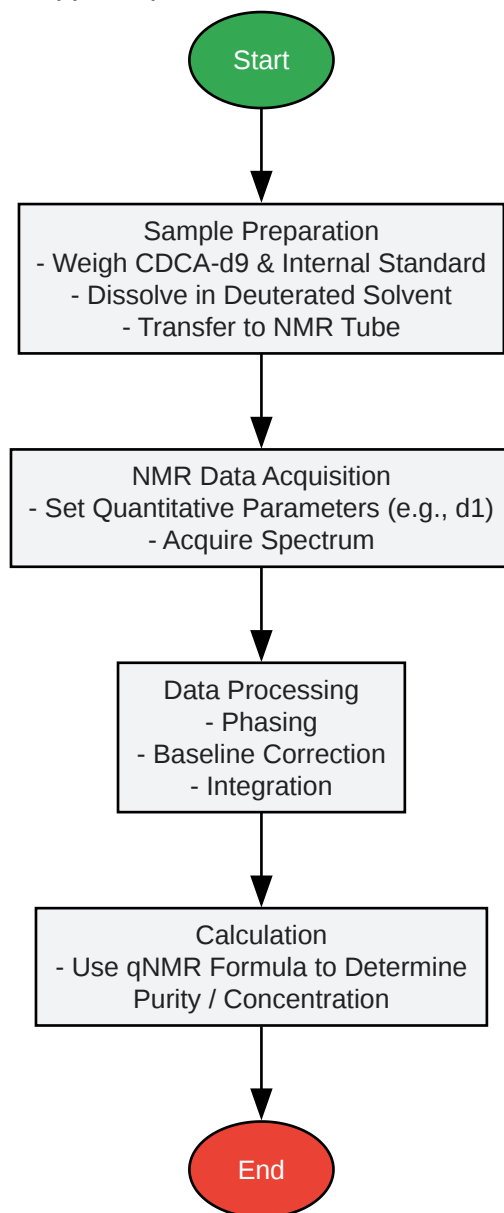 Start
Sample Preparation
- Weigh CDCA-d9 & Internal Standard
- Dissolve in Deuterated Solvent
- Transfer to NMR Tube
NMR Data Acquisition
- Set Quantitative Parameters (e.g., d1)
- Acquire Spectrum
Data Processing
- Phasing
- Baseline Correction
- Integration
Calculation
- Use qNMR Formula to Determine
Purity / Concentration
End